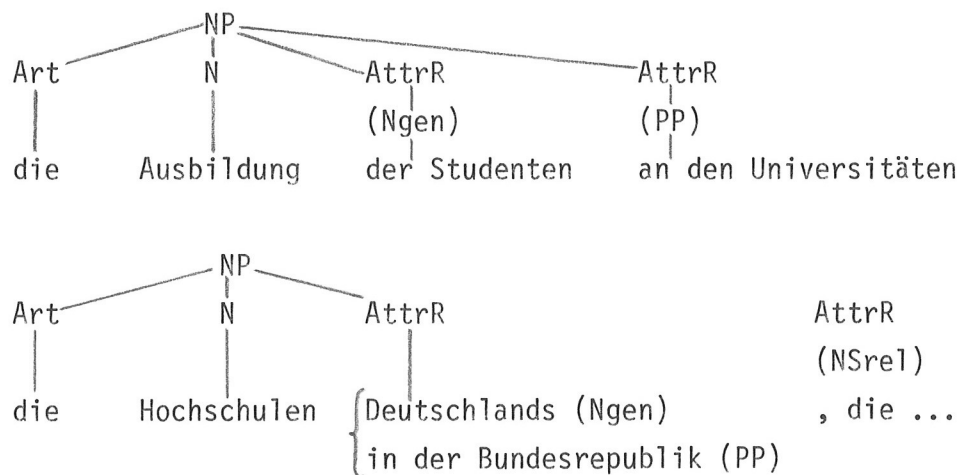 NP
Art N AttrR AttrR
(Ngen) (PP)
die Ausbildung der Studenten an den Universitäten
NP
Art N AttrR AttrR
(NSrel)
die Hochschulen Deutschlands (Ngen) , die ...
in der Bundesrepublik (PP)